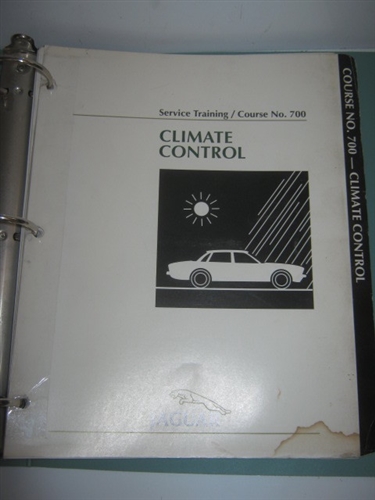 Service Training / Course No. 700
CLIMATE
CONTROL
JAGUAR
COURSE NO. 700 — CLIMATE CONTROL